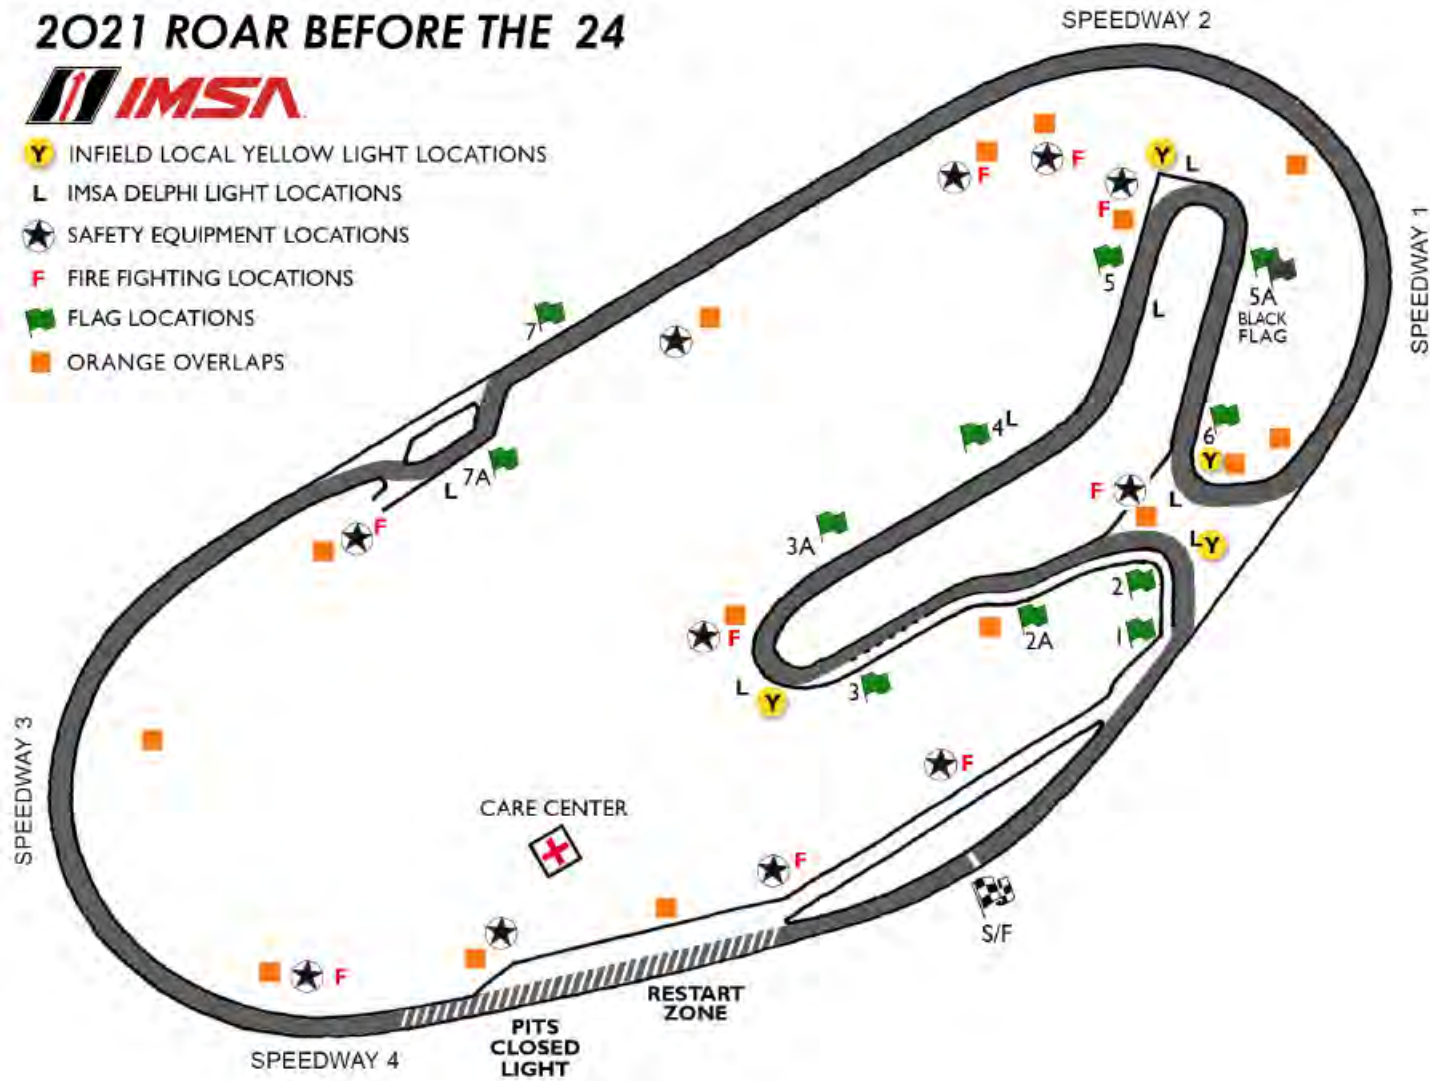 2021 ROAR BEFORE THE 24
IMSA
Y INFIELD LOCAL YELLOW LIGHT LOCATIONS
L IMSA DELPHI LIGHT LOCATIONS
SAFETY EQUIPMENT LOCATIONS
F FIRE FIGHTING LOCATIONS
FLAG LOCATIONS
ORANGE OVERLAPS
SPEEDWAY 2
SPEEDWAY 1
Y L
F
F
F
5
L
5A
BLACK
FLAG
7
4 L
6
Y
7A
L
F
L
F
3A
L Y
2
1
2A
F
L
Y
3
SPEEDWAY 3
F
CARE CENTER
F
S/F
F
RESTART
ZONE
PITS
CLOSED
LIGHT
SPEEDWAY 4